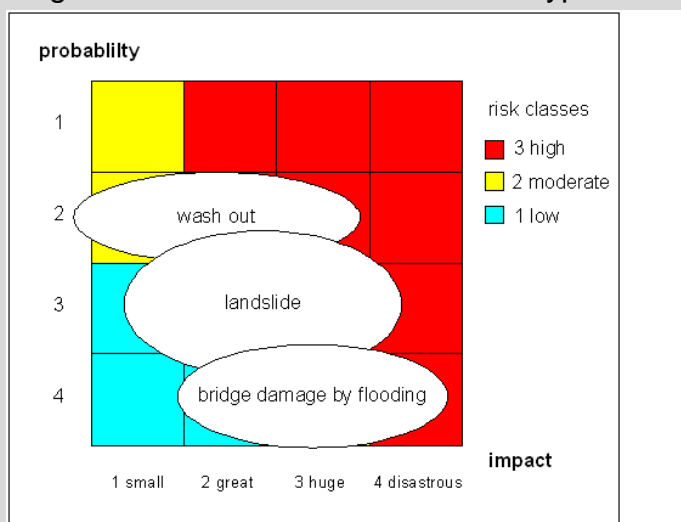 probablilty
1
risk classes
3 high
2 moderate
1 low
2
wash out
3
landslide
4
bridge damage by flooding
impact
1 small 2 great 3 huge 4 disastrous